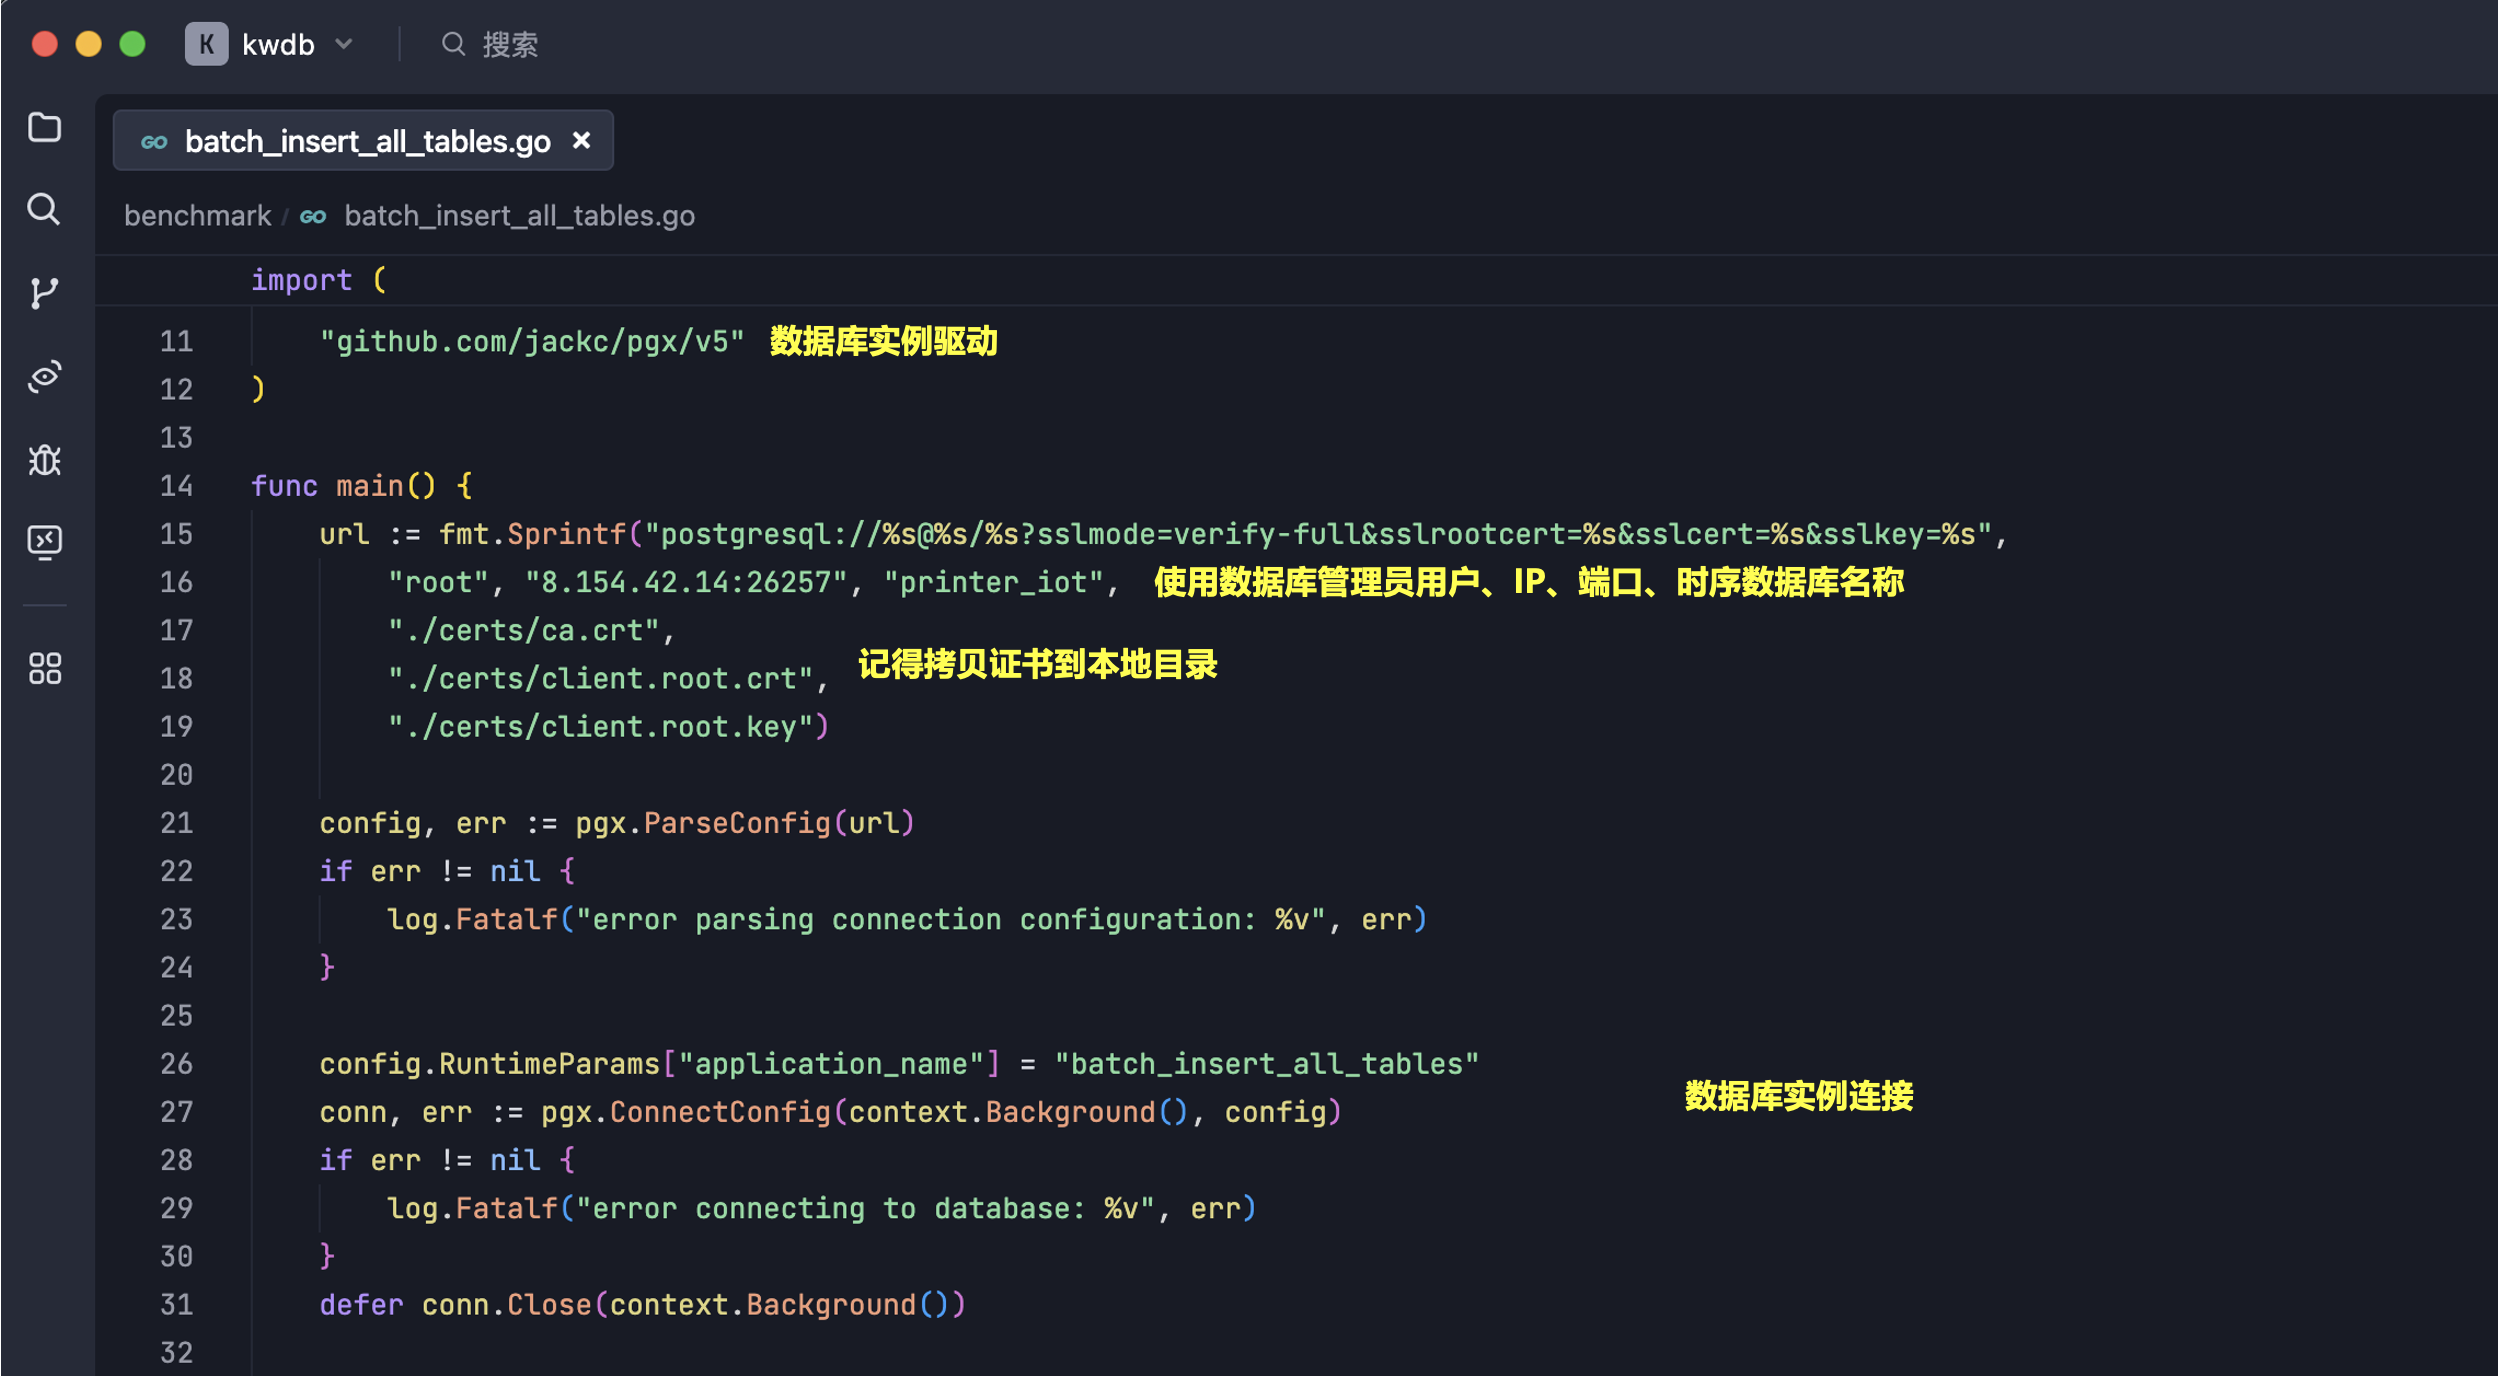 K kwdb 搜索
GO batch_insert_all_tables.go ×
benchmark / GO batch_insert_all_tables.go
import (
11 "github.com/jackc/pgx/v5" 数据库实例驱动
12 )
13
14 func main() {
15 url := fmt.Sprintf("postgresql://%s@%s/%s?sslmode=verify-full&sslrootcert=%s&sslcert=%s&sslkey=%s",
16 "root", "8.154.42.14:26257", "printer_iot", 使用数据库管理员用户、IP、端口、时序数据库名称
17 "./certs/ca.crt",
记得拷贝证书到本地目录
18 "./certs/client.root.crt",
19 "./certs/client.root.key")
20
21 config, err := pgx.ParseConfig(url)
22 if err != nil {
23 log.Fatalf("error parsing connection configuration: %v", err)
24 }
25
26 config.RuntimeParams["application_name"] = "batch_insert_all_tables"
数据库实例连接
27 conn, err := pgx.ConnectConfig(context.Background(), config)
28 if err != nil {
29 log.Fatalf("error connecting to database: %v", err)
30 }
31 defer conn.Close(context.Background())
32